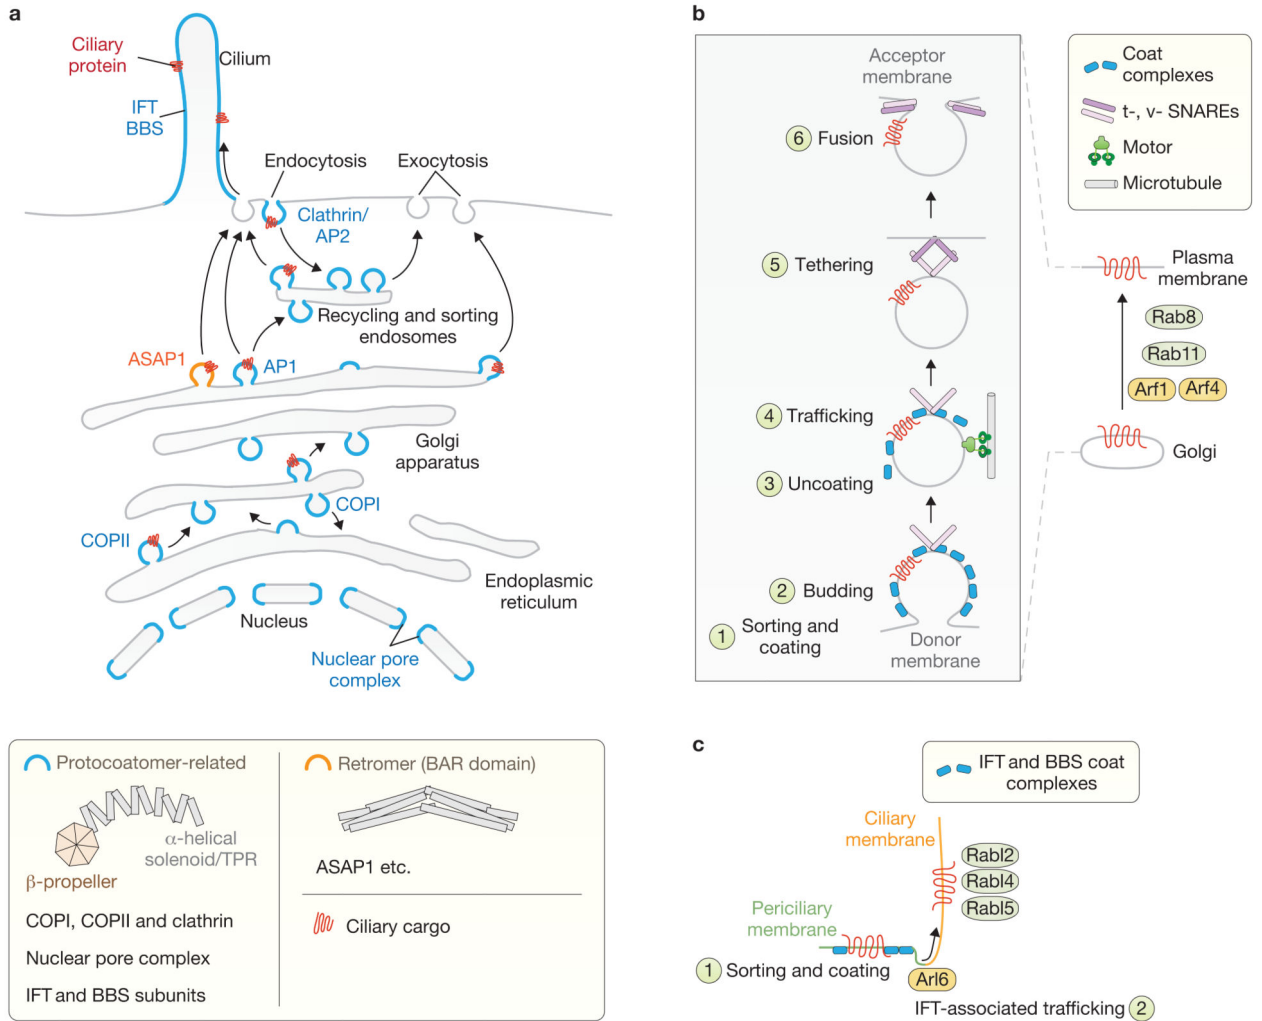 a
Ciliary
protein
Cilium
IFT
BBS
Endocytosis
Exocytosis
Clathrin/
AP2
Recycling and sorting
endosomes
ASAP1
AP1
Golgi
apparatus
COPI
COPII
Endoplasmic
reticulum
Nucleus
Nuclear pore
complex
Protocoatomer-related
α-helical
solenoid/TPR
β-propeller
COPI, COPII and clathrin
Nuclear pore complex
IFT and BBS subunits
Retromer (BAR domain)
ASAP1 etc.
Ciliary cargo
b
Acceptor
membrane
6 Fusion
5 Tethering
4 Trafficking
3 Uncoating
2 Budding
1 Sorting and
coating
Donor
membrane
Coat
complexes
t-, v- SNAREs
Motor
Microtubule
Plasma
membrane
Rab8
Rab11
Arf1 Arf4
Golgi
c
IFT and BBS coat
complexes
Ciliary
membrane
Rabl2
Rabl4
Rabl5
Periciliary
membrane
1 Sorting and coating
Arl6
IFT-associated trafficking 2